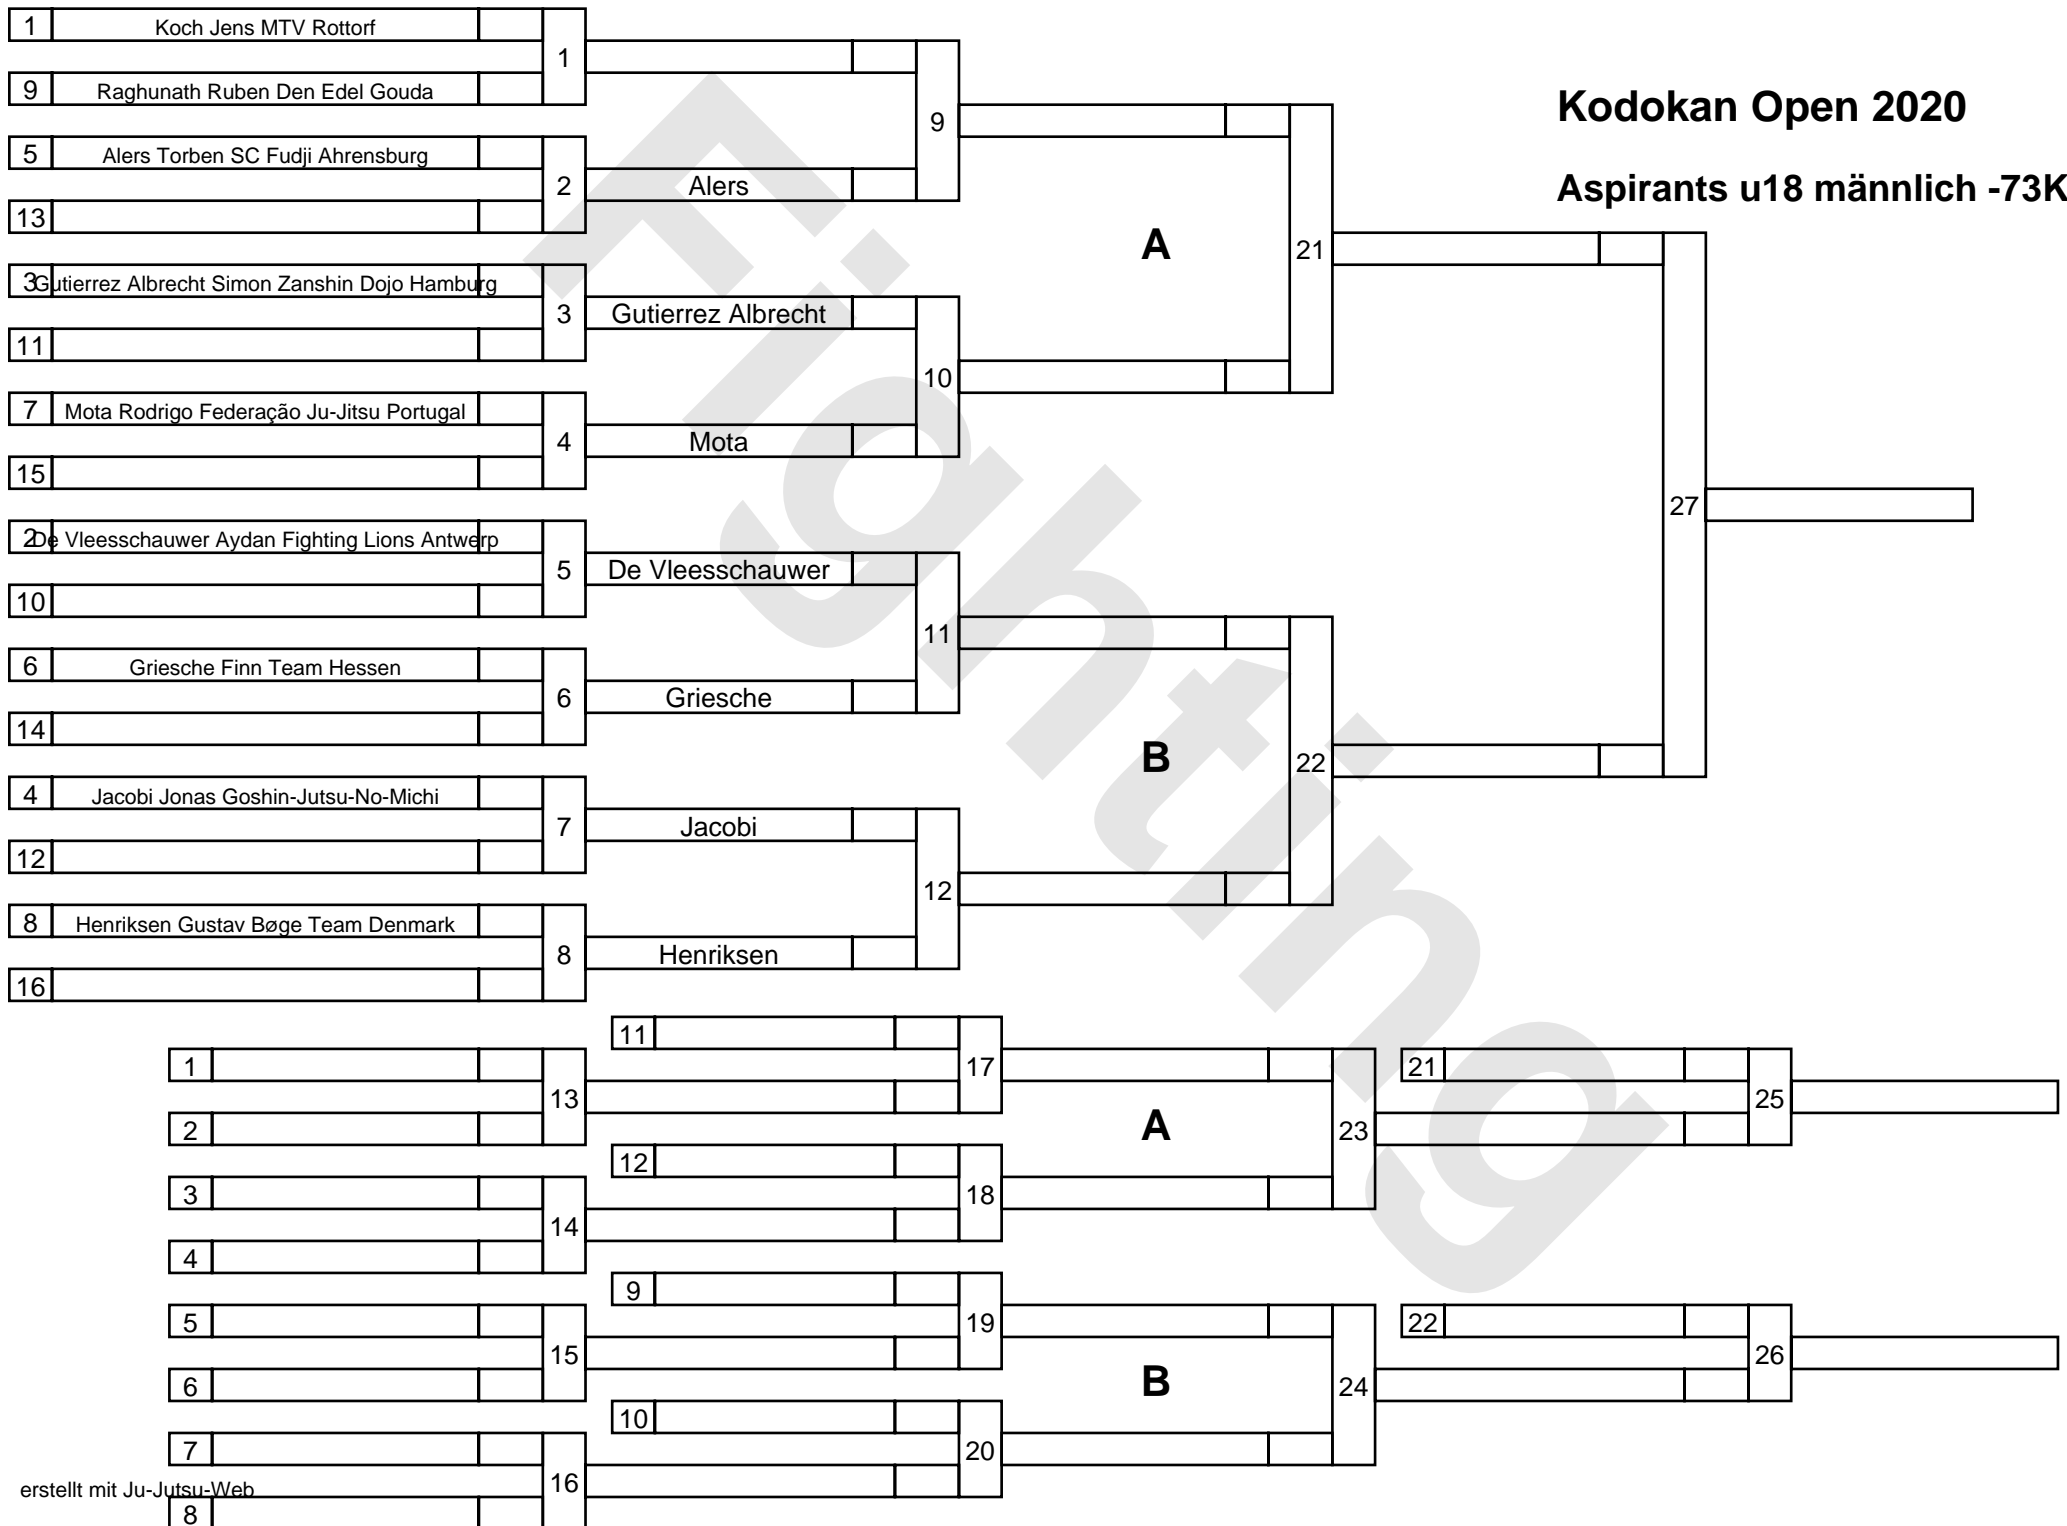 Kodokan Open 2020
Aspirants u18 männlich -73K
1 Koch Jens MTV Rottorf
1
9 Raghunath Ruben Den Edel Gouda
9
5 Alers Torben SC Fudji Ahrensburg
2 Alers
13
A
21
3 Gutierrez Albrecht Simon Zanshin Dojo Hamburg
3 Gutierrez Albrecht
11
10
7 Mota Rodrigo Federação Ju-Jitsu Portugal
4 Mota
15
27
2 De Vleesschauwer Aydan Fighting Lions Antwerp
5 De Vleesschauwer
10
11
6 Griesche Finn Team Hessen
6 Griesche
14
B
22
4 Jacobi Jonas Goshin-Jutsu-No-Michi
7 Jacobi
12
12
8 Henriksen Gustav Bøge Team Denmark
8 Henriksen
16
11
1
17
21
13
25
2
A
23
12
3
18
14
4
9
5
19
22
15
26
6
B
24
10
7
20
16
erstellt mit Ju-Jutsu-Web
8
Fighting